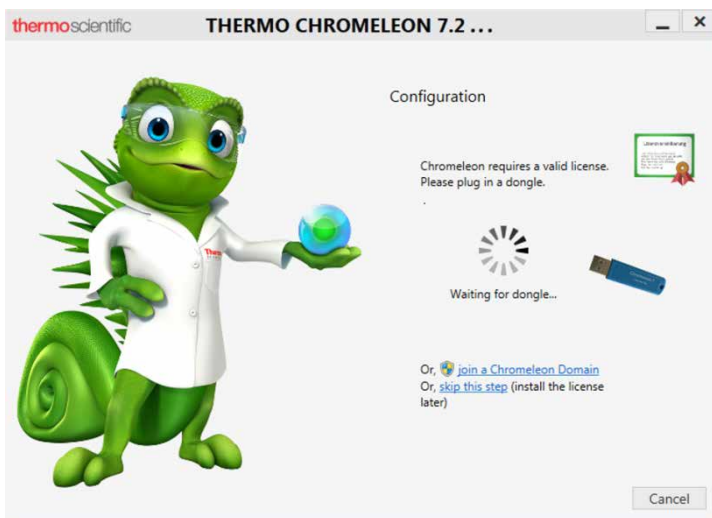 thermoscientific
THERMO CHROMELEON 7.2 ...
Configuration
Chromeleon requires a valid license.
Please plug in a dongle.
.
Waiting for dongle...
Or, join a Chromeleon Domain
Or, skip this step (install the license
later)
Cancel